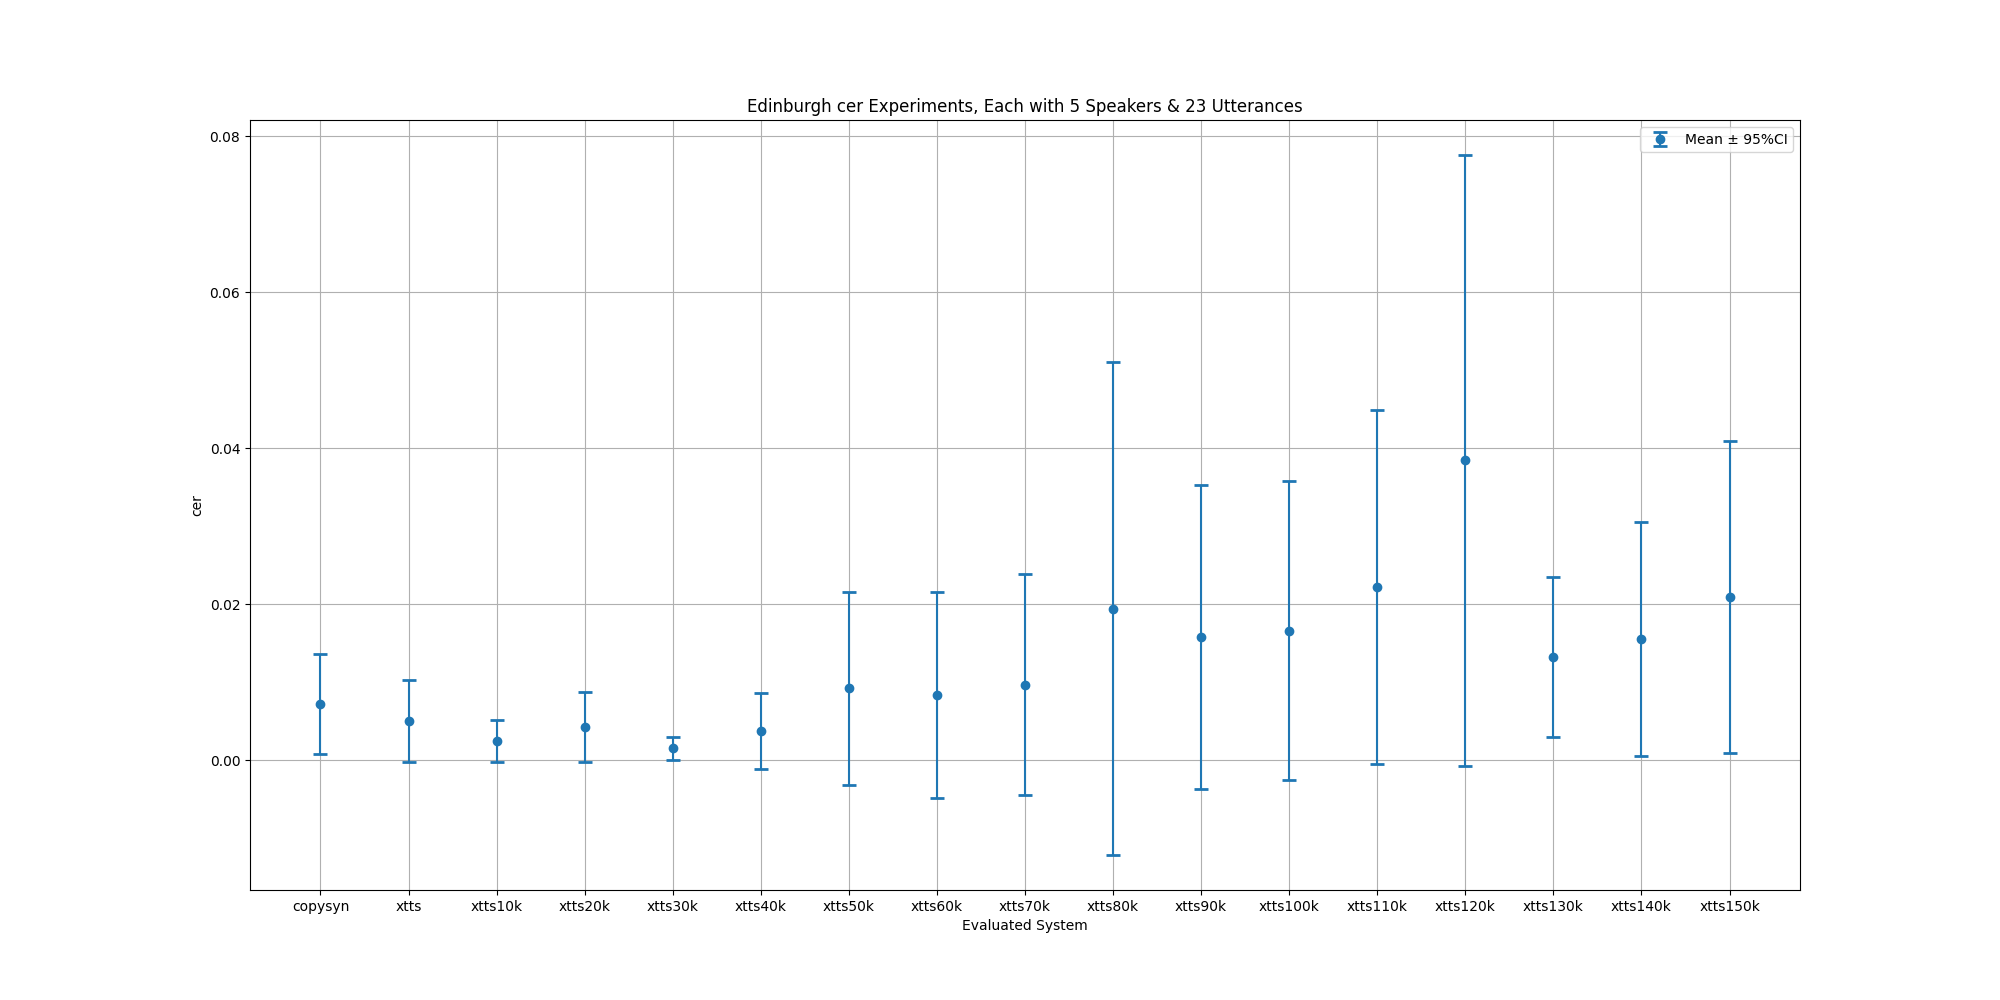 Edinburgh cer Experiments, Each with 5 Speakers & 23 Utterances
Mean ± 95%CI
0.08
0.06
0.04
0.02
0.00
cer
copysyn xtts xtts10k xtts20k xtts30k xtts40k xtts50k xtts60k xtts70k xtts80k xtts90k xtts100k xtts110k xtts120k xtts130k xtts140k xtts150k
Evaluated System